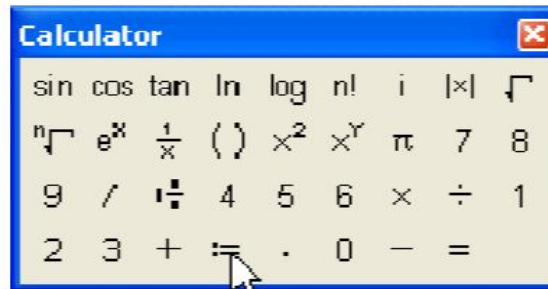 Calculator
sin cos tan ln log n! i |×| √
ⁿ√ eˣ 1/x ( ) x² xʸ π 7 8
9 / ÷ 4 5 6 × ÷ 1
2 3 + := . 0 − =